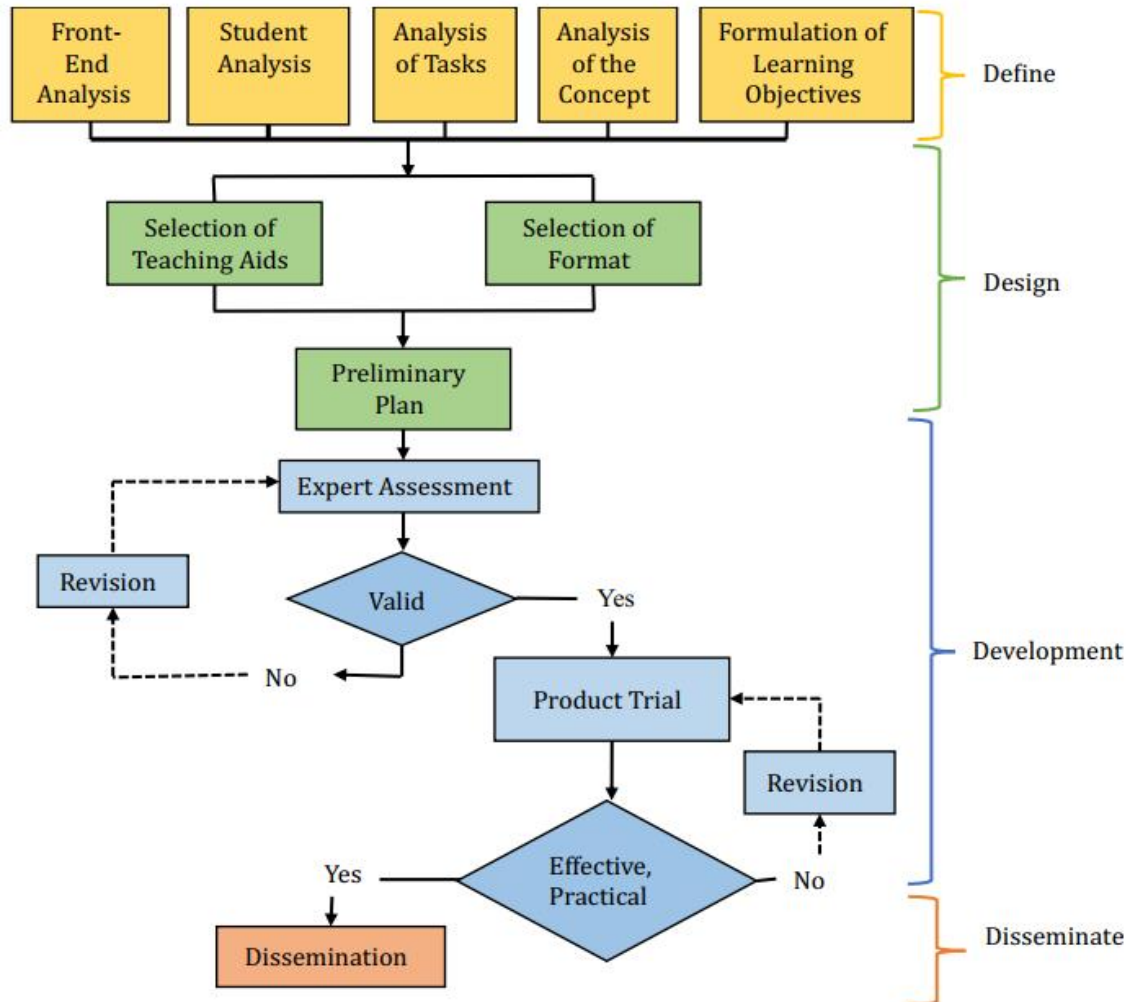 Front-
End
Analysis
Student
Analysis
Analysis
of Tasks
Analysis
of the
Concept
Formulation of
Learning
Objectives
Define
Selection of
Teaching Aids
Selection of
Format
Design
Preliminary
Plan
Expert Assessment
Revision
Valid
Yes
No
Development
Product Trial
Revision
Effective,
Practical
Yes
No
Dissemination
Disseminate